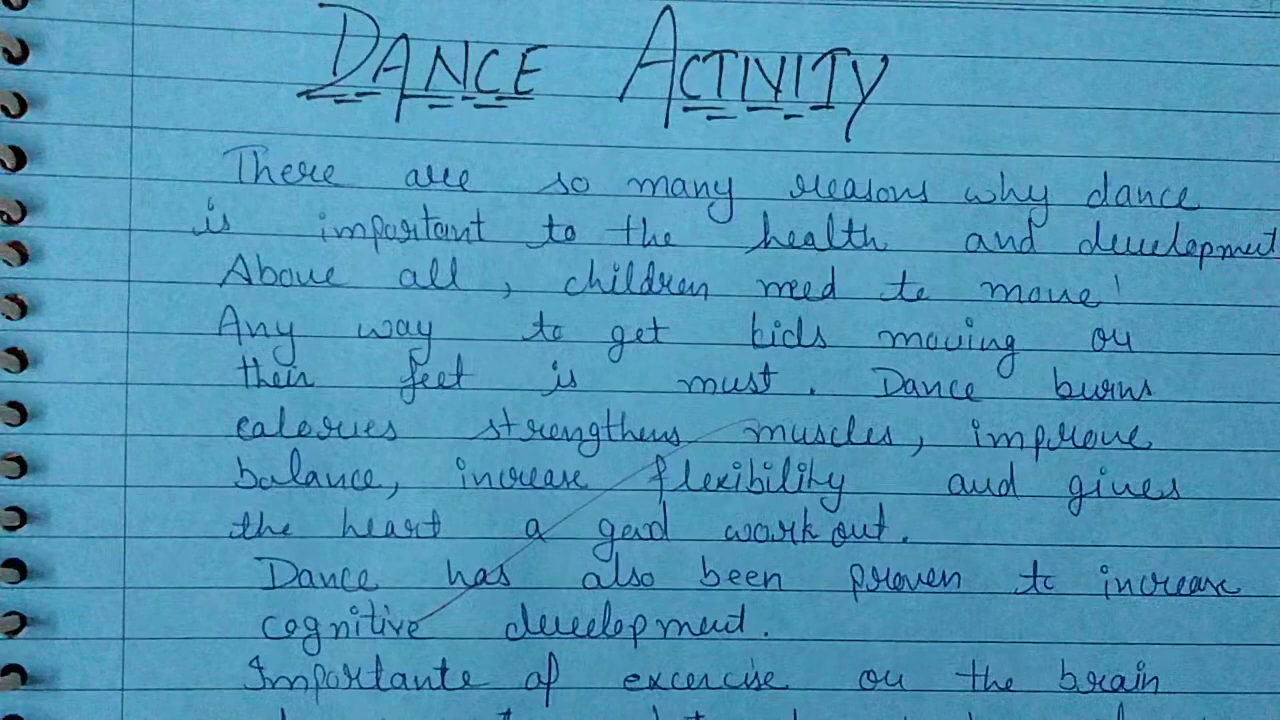 DANCE ACTIVITY
There are so many reasons why dance
is important to the health and development
Above all, children need to move!
Any way to get kids moving on
their feet is must. Dance burns
calories strengthens muscles, improve
balance, increase flexibility and gives
the heart a good work out.
Dance has also been proven to increase
cognitive development.
Importante of excercise on the brain